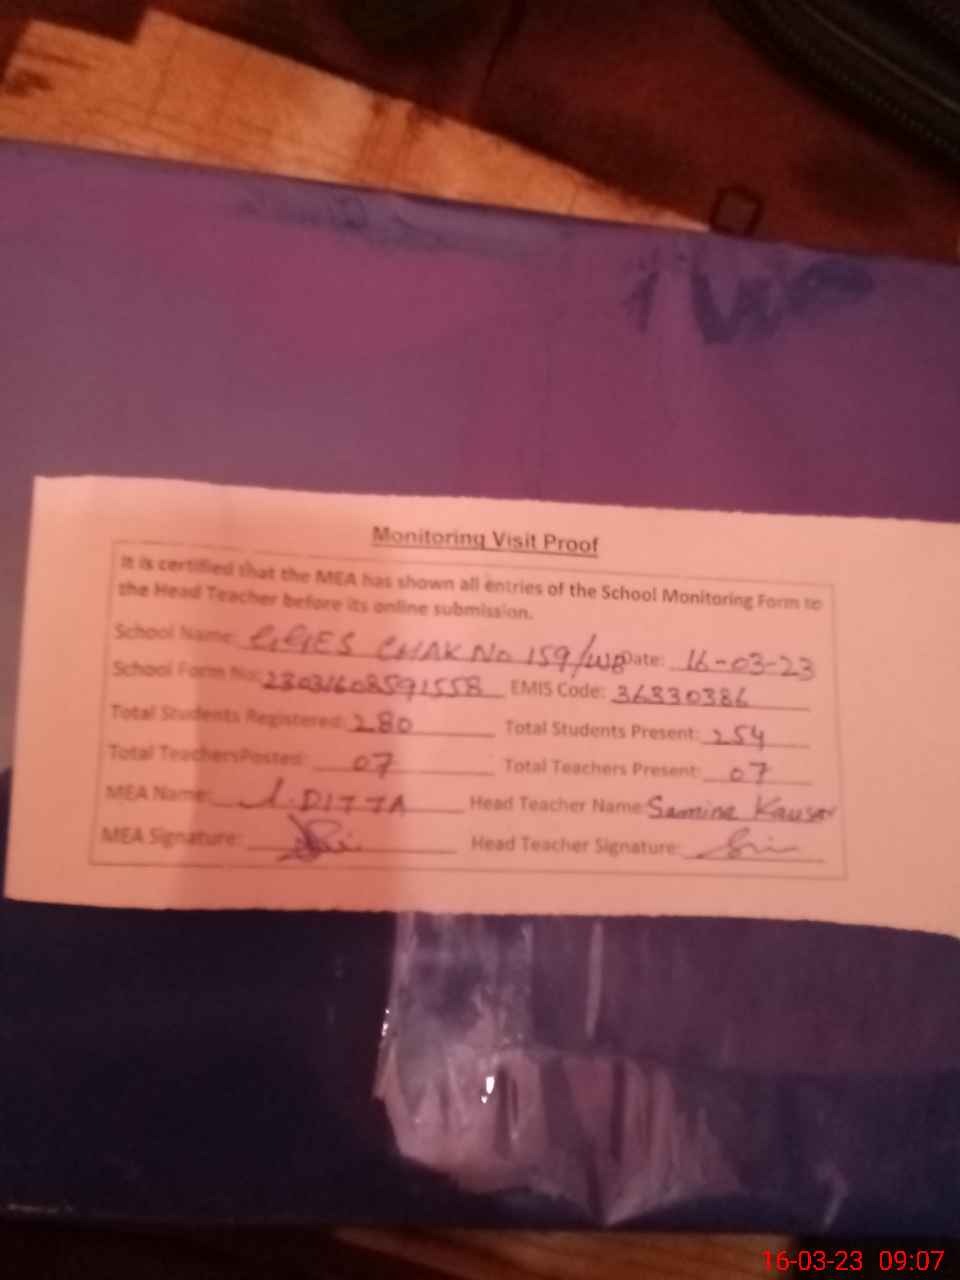 Monitoring Visit Proof
It is certified that the MEA has shown all entries of the School Monitoring Form to
the Head Teacher before its online submission.
School Name: GGES CHAK No 159/WB Date: 16-03-23
School Form No: 23031608591558 EMIS Code: 36330386
Total Students Registered: 280 Total Students Present: 254
Total TeachersPosted: 07 Total Teachers Present: 07
MEA Name: A.DITTA Head Teacher Name: Samina Kausar
MEA Signature: Head Teacher Signature:
16-03-23 09:07